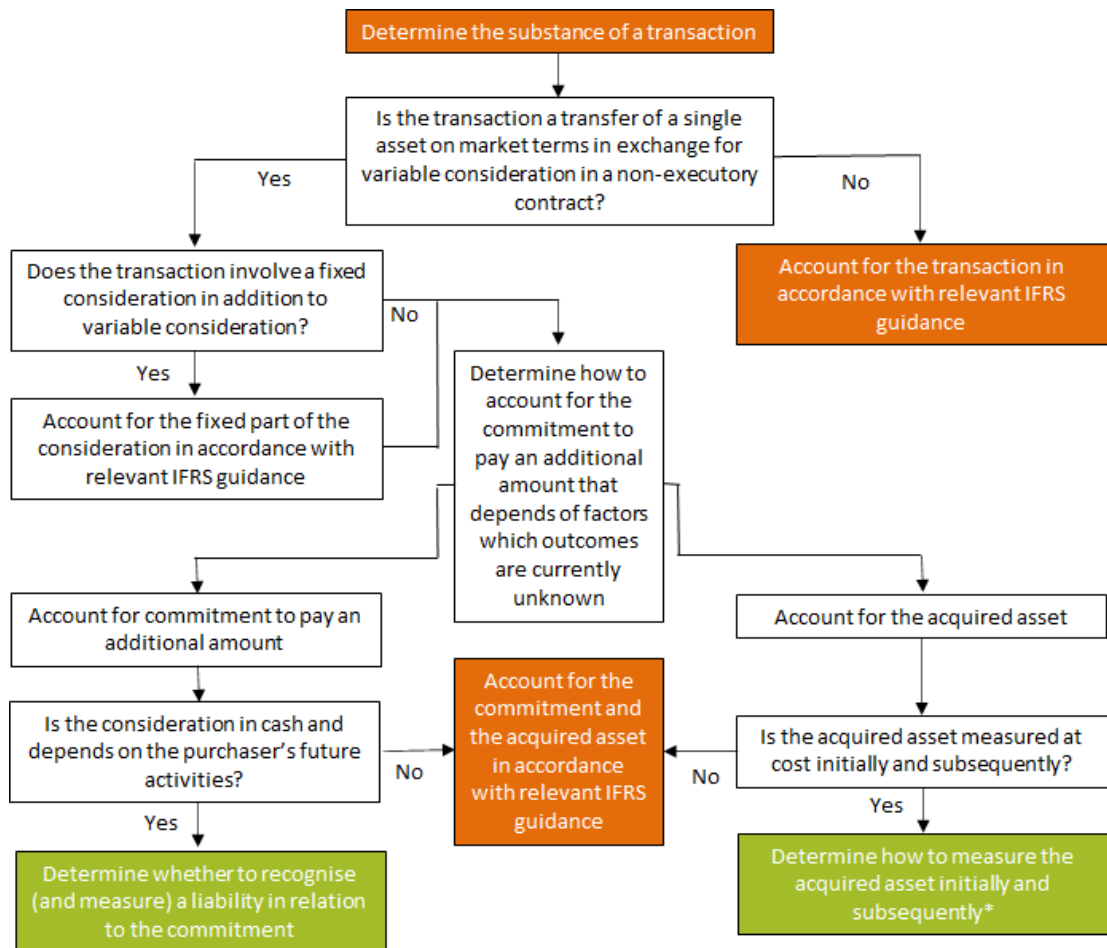 Determine the substance of a transaction
Is the transaction a transfer of a single
asset on market terms in exchange for
variable consideration in a non-executory
contract?
Yes
No
Does the transaction involve a fixed
consideration in addition to
variable consideration?
No
Yes
Account for the transaction in
accordance with relevant IFRS
guidance
Account for the fixed part of the
consideration in accordance with
relevant IFRS guidance
Determine how to
account for the
commitment to
pay an additional
amount that
depends of factors
which outcomes
are currently
unknown
Account for commitment to pay an
additional amount
Account for the acquired asset
Is the consideration in cash and
depends on the purchaser's future
activities?
No
Yes
Account for the
commitment and
the acquired asset
in accordance
with relevant IFRS
guidance
Is the acquired asset measured at
cost initially and subsequently?
No
Yes
Determine whether to recognise
(and measure) a liability in relation
to the commitment
Determine how to measure the
acquired asset initially and
subsequently*